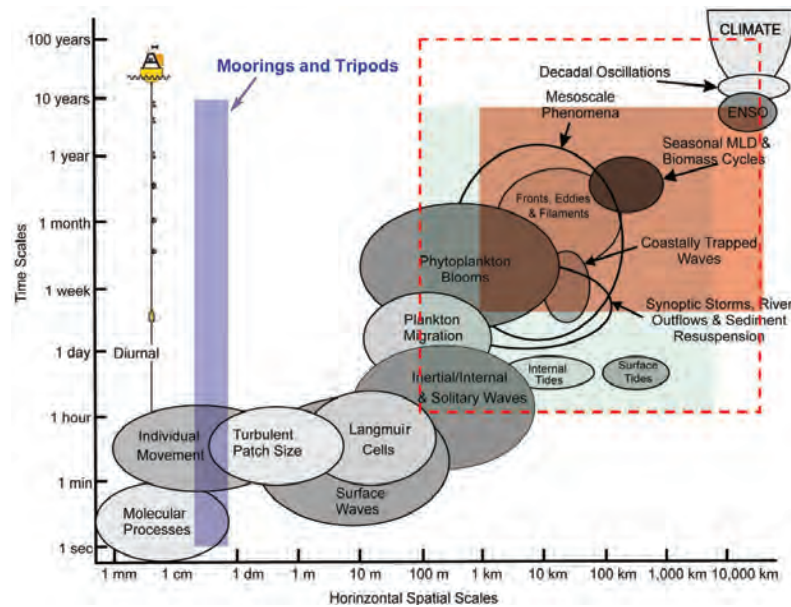 100 years
10 years
1 year
1 month
1 week
1 day
1 hour
1 min
1 sec
Time Scales
Moorings and Tripods
CLIMATE
Decadal Oscillations
ENSO
Mesoscale
Phenomena
Seasonal MLD &
Biomass Cycles
Fronts, Eddies
& Filaments
Phytoplankton
Blooms
Coastally Trapped
Waves
Plankton
Migration
Synoptic Storms, River
Outflows & Sediment
Resuspension
Diurnal
Inertial/Internal
& Solitary Waves
Internal
Tides
Surface
Tides
Individual
Movement
Turbulent
Patch Size
Langmuir
Cells
Surface
Waves
Molecular
Processes
1 mm
1 cm
1 dm
1 m
10 m
100 m
1 km
10 km
100 km
1,000 km
10,000 km
Horinzontal Spatial Scales